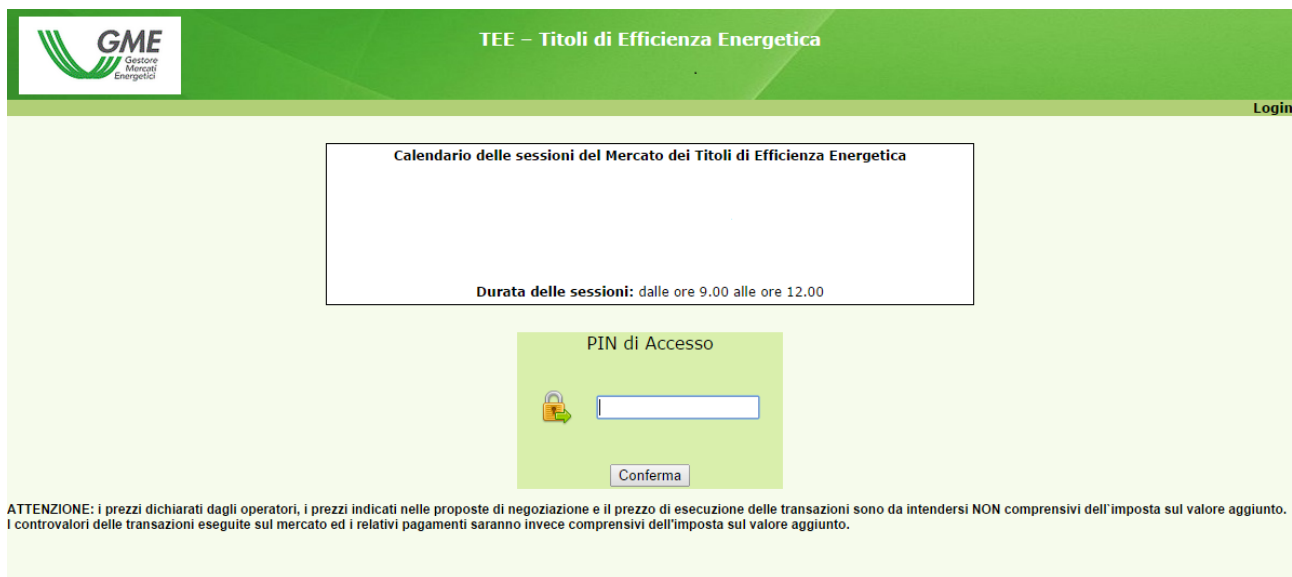 GME
Gestore
Mercati
Energetici
TEE – Titoli di Efficienza Energetica
.
Login
Calendario delle sessioni del Mercato dei Titoli di Efficienza Energetica
Durata delle sessioni: dalle ore 9.00 alle ore 12.00
PIN di Accesso
Conferma
ATTENZIONE: i prezzi dichiarati dagli operatori, i prezzi indicati nelle proposte di negoziazione e il prezzo di esecuzione delle transazioni sono da intendersi NON comprensivi dell`imposta sul valore aggiunto.
I controvalori delle transazioni eseguite sul mercato ed i relativi pagamenti saranno invece comprensivi dell'imposta sul valore aggiunto.